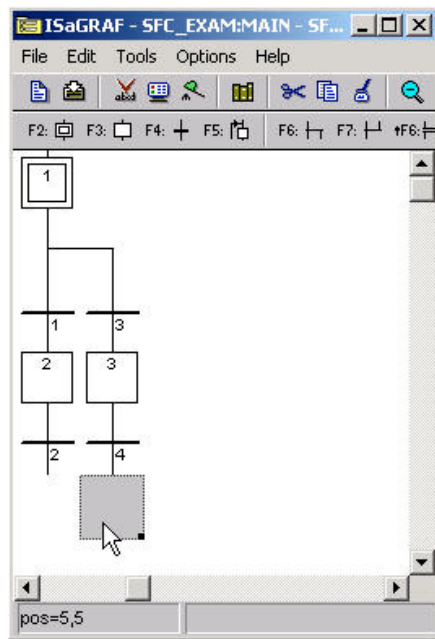 ISaGRAF - SFC_EXAM:MAIN - SF...
File Edit Tools Options Help
F2: F3: F4: F5: F6: F7: ↑F6:
1
1 3
2 3
2 4
pos=5,5